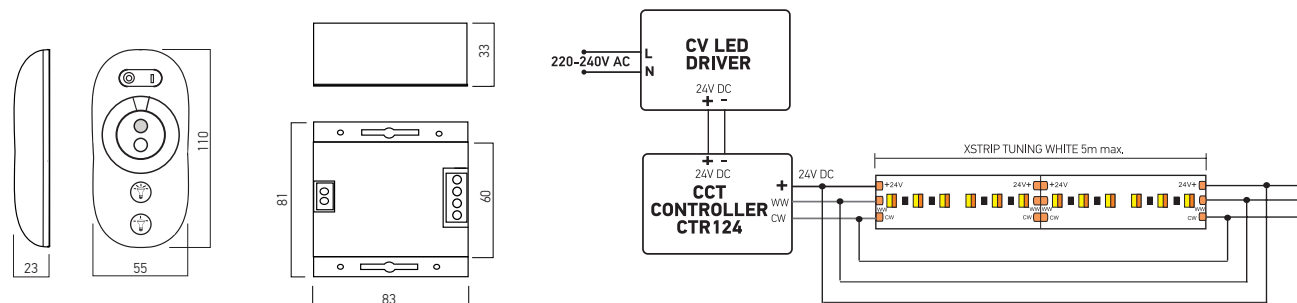 23
55
110
33
81
60
83
220-240V AC
L
N
CV LED
DRIVER
24V DC
+ -
+ -
24V DC
CCT
CONTROLLER
CTR124
+
WW
CW
24V DC
XSTRIP TUNING WHITE 5m max.
+24V
WW
CW
24V+
WW
CW
+24V
WW
CW
24V+
WW
CW